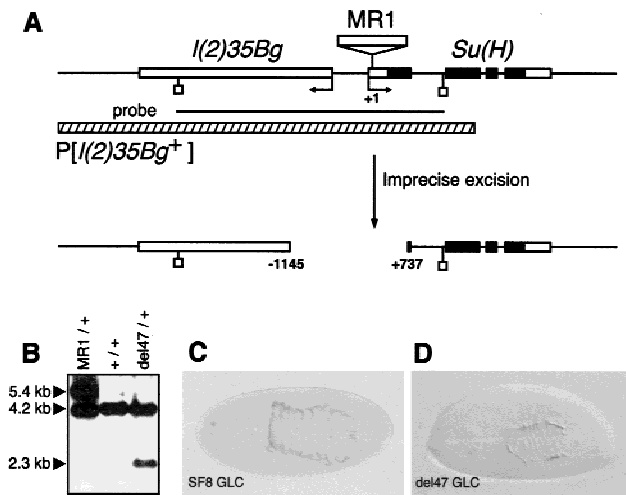 A
MR1
l(2)35Bg
Su(H)
+1
probe
P[l(2)35Bg+]
Imprecise excision
-1145
+737
B
MR1/+
+/+
del47/+
5.4 kb
4.2 kb
2.3 kb
C
SF8 GLC
D
del47 GLC